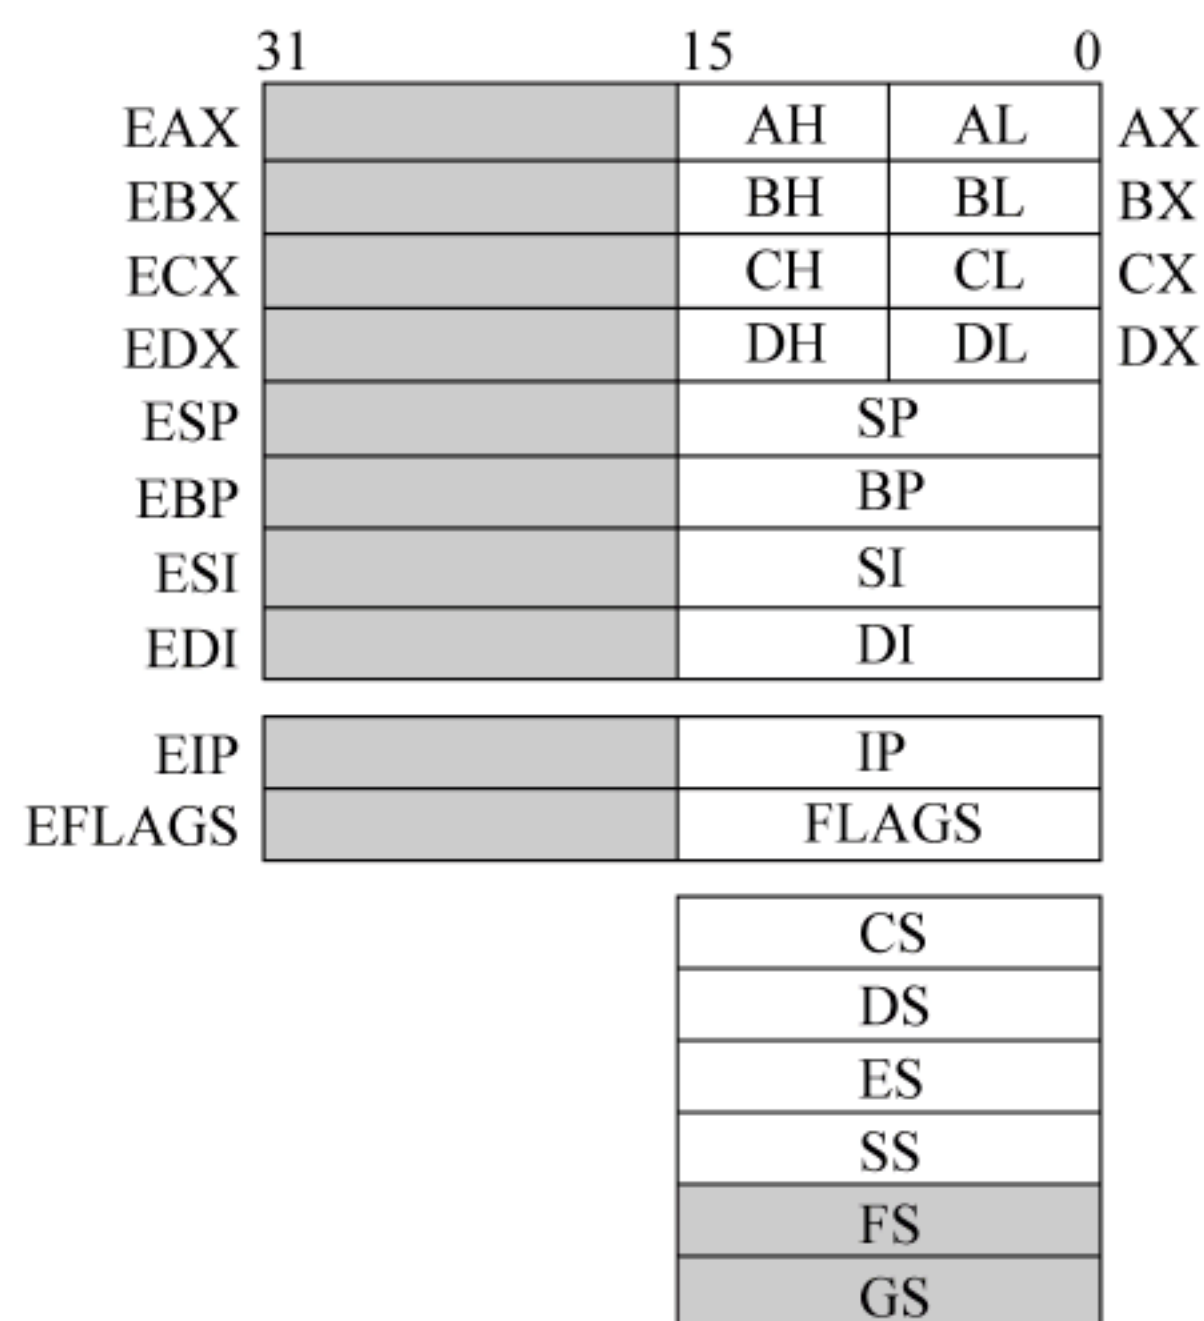 31 15 0
EAX AH AL AX
EBX BH BL BX
ECX CH CL CX
EDX DH DL DX
ESP SP
EBP BP
ESI SI
EDI DI
EIP IP
EFLAGS FLAGS
CS
DS
ES
SS
FS
GS